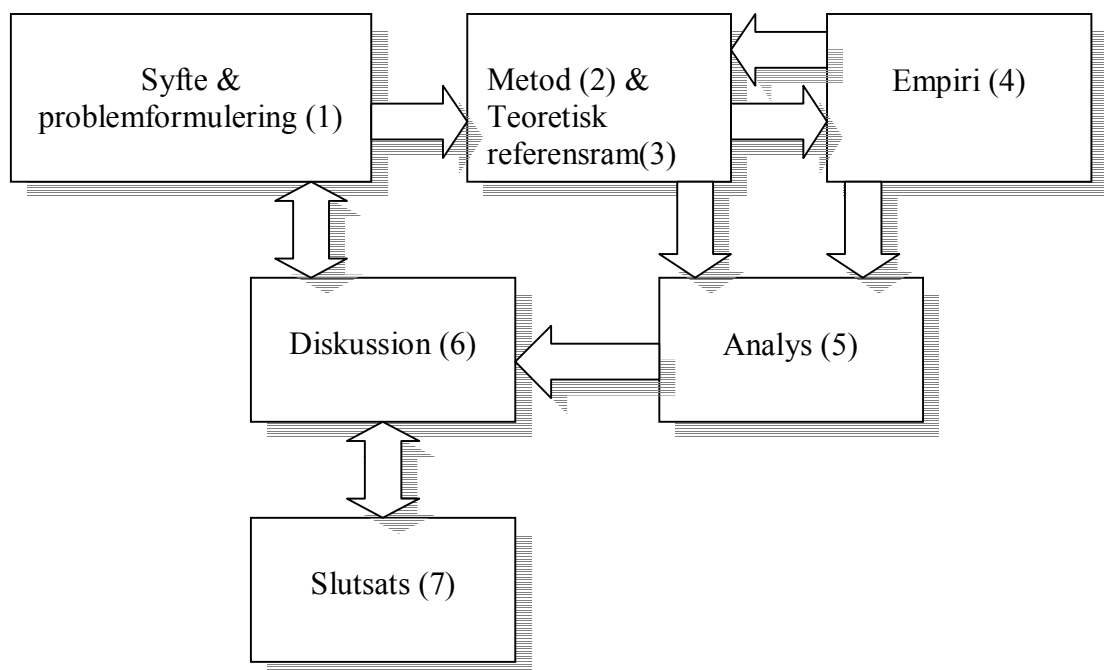 Syfte &
problemformulering (1)
Metod (2) &
Teoretisk
referensram(3)
Empiri (4)
Diskussion (6)
Analys (5)
Slutsats (7)